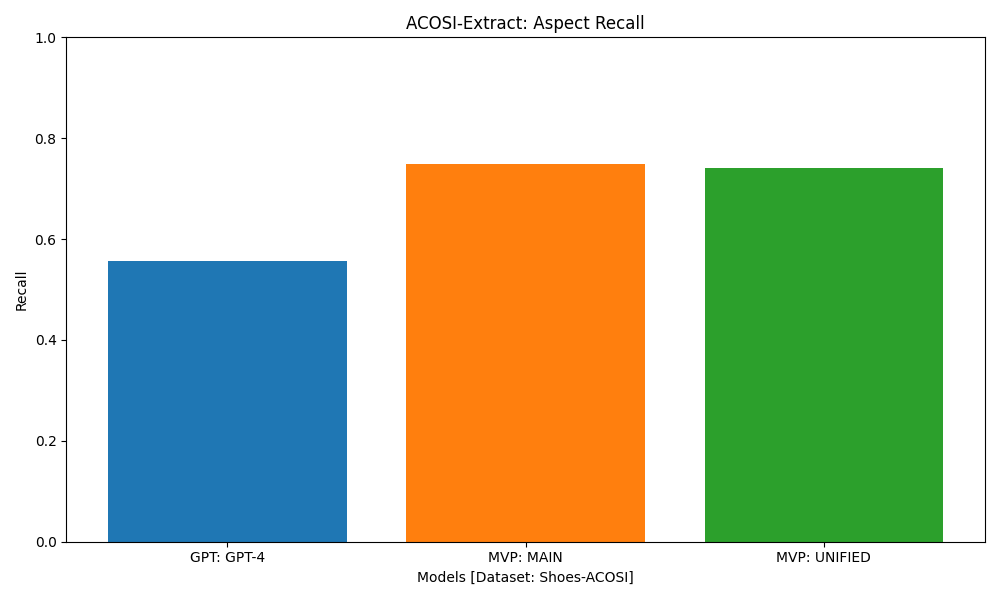 ACOSI-Extract: Aspect Recall
1.0
0.8
0.6
0.4
0.2
0.0
Recall
GPT: GPT-4
MVP: MAIN
MVP: UNIFIED
Models [Dataset: Shoes-ACOSI]